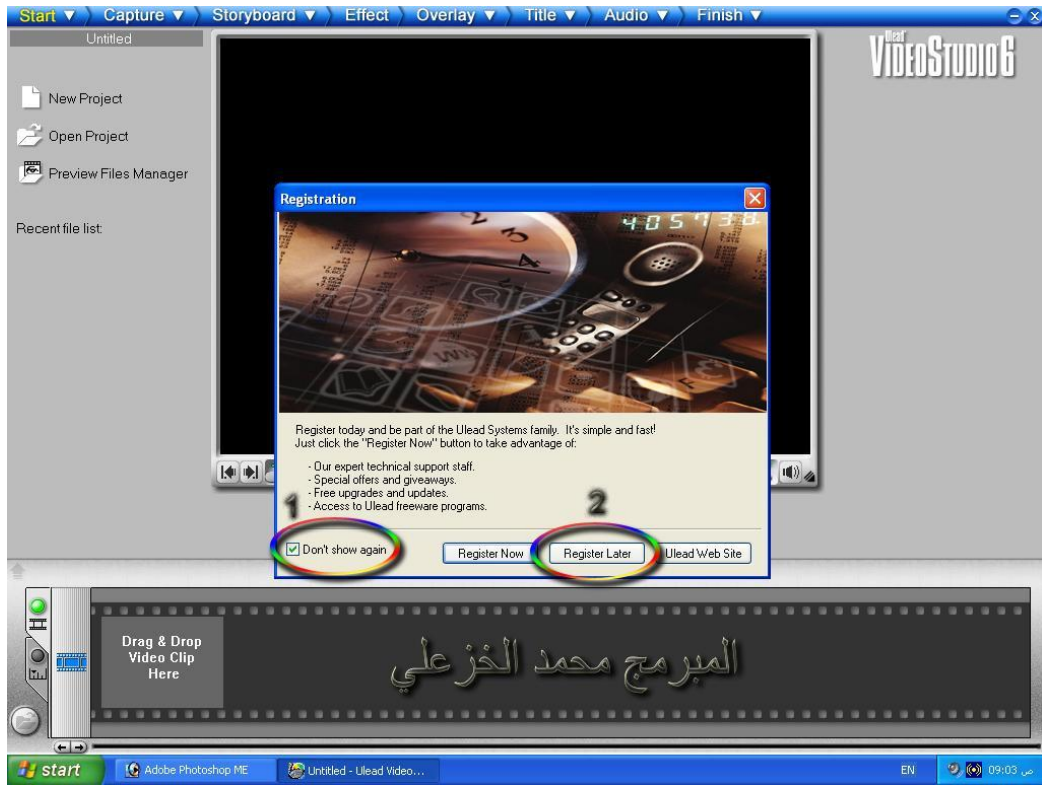 Start ▼ Capture ▼ Storyboard ▼ Effect Overlay ▼ Title ▼ Audio ▼ Finish ▼
Untitled
Ulead
VIDEOSTUDIO 6
New Project
Open Project
Preview Files Manager
Recent file list:
Registration
Register today and be part of the Ulead Systems family. It's simple and fast!
Just click the "Register Now" button to take advantage of:
- Our expert technical support staff.
- Special offers and giveaways.
- Free upgrades and updates.
- Access to Ulead freeware programs.
1
2
Don't show again
Register Now
Register Later
Ulead Web Site
Drag & Drop
Video Clip
Here
المبرمج محمد الخزعلي
start
Adobe Photoshop ME
Untitled - Ulead Video...
EN
09:03 ص